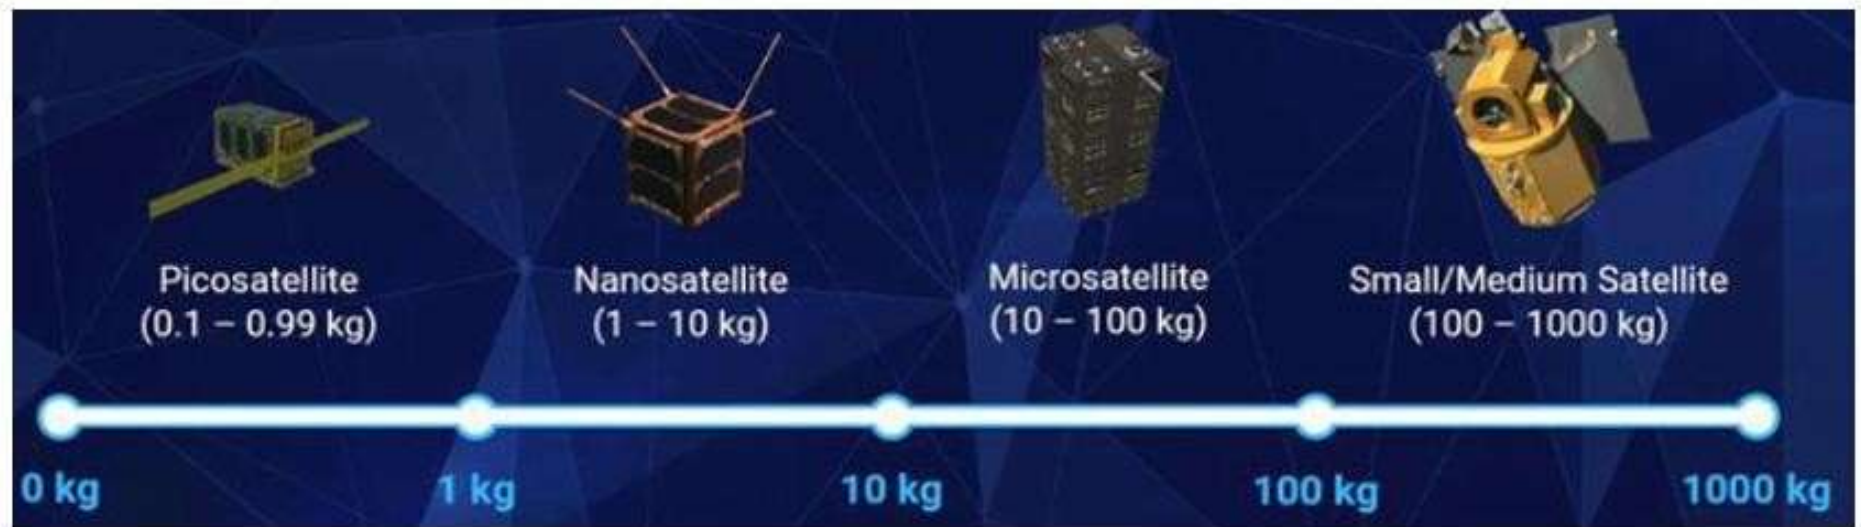 Picosatellite
(0.1 – 0.99 kg)
Nanosatellite
(1 – 10 kg)
Microsatellite
(10 – 100 kg)
Small/Medium Satellite
(100 – 1000 kg)
0 kg
1 kg
10 kg
100 kg
1000 kg